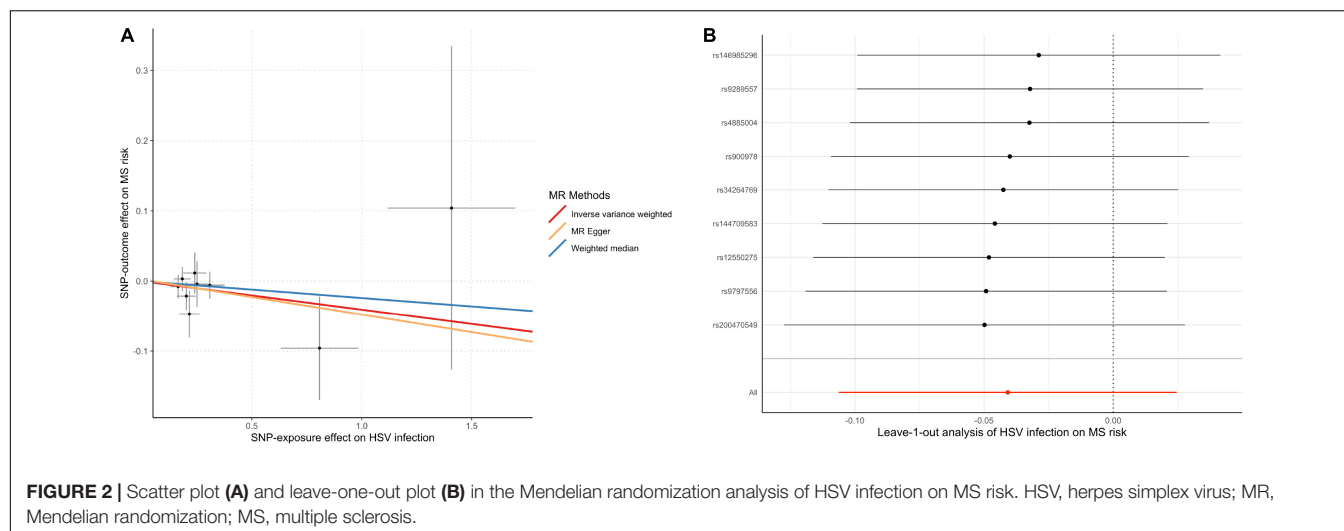 A
0.3
0.2
0.1
0.0
-0.1
SNP-outcome effect on MS risk
0.5
1.0
1.5
SNP-exposure effect on HSV infection
MR Methods
Inverse variance weighted
MR Egger
Weighted median
B
rs146985296
rs9289557
rs4885004
rs900978
rs34264769
rs144709583
rs12550275
rs9797556
rs200470549
All
-0.10
-0.05
0.00
Leave-1-out analysis of HSV infection on MS risk
FIGURE 2 | Scatter plot (A) and leave-one-out plot (B) in the Mendelian randomization analysis of HSV infection on MS risk. HSV, herpes simplex virus; MR,
Mendelian randomization; MS, multiple sclerosis.